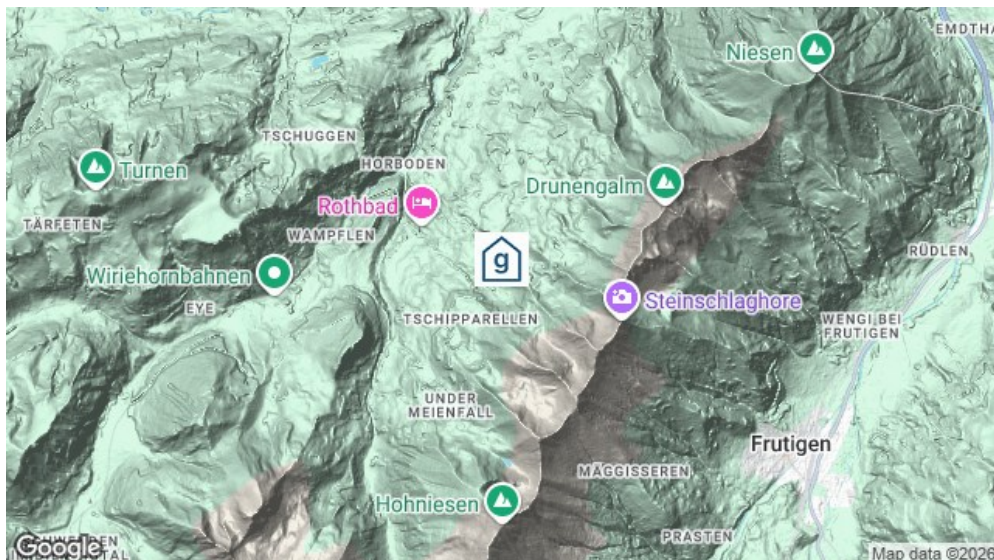 EMDTHA
Niesen
TSCHUGGEN
HORBODEN
Turnen
Drunengalm
Rothbad
TÄRFETEN
WAMPFLEN
RÜDLEN
g
Wiriehornbahnen
EYE
Steinschlaghore
TSCHIPPARELLEN
WENGI BEI
FRUTIGEN
UNDER
MEIENFALL
Frutigen
MÄGGISSEREN
Hohniesen
PRASTEN
Google
Map data ©2026